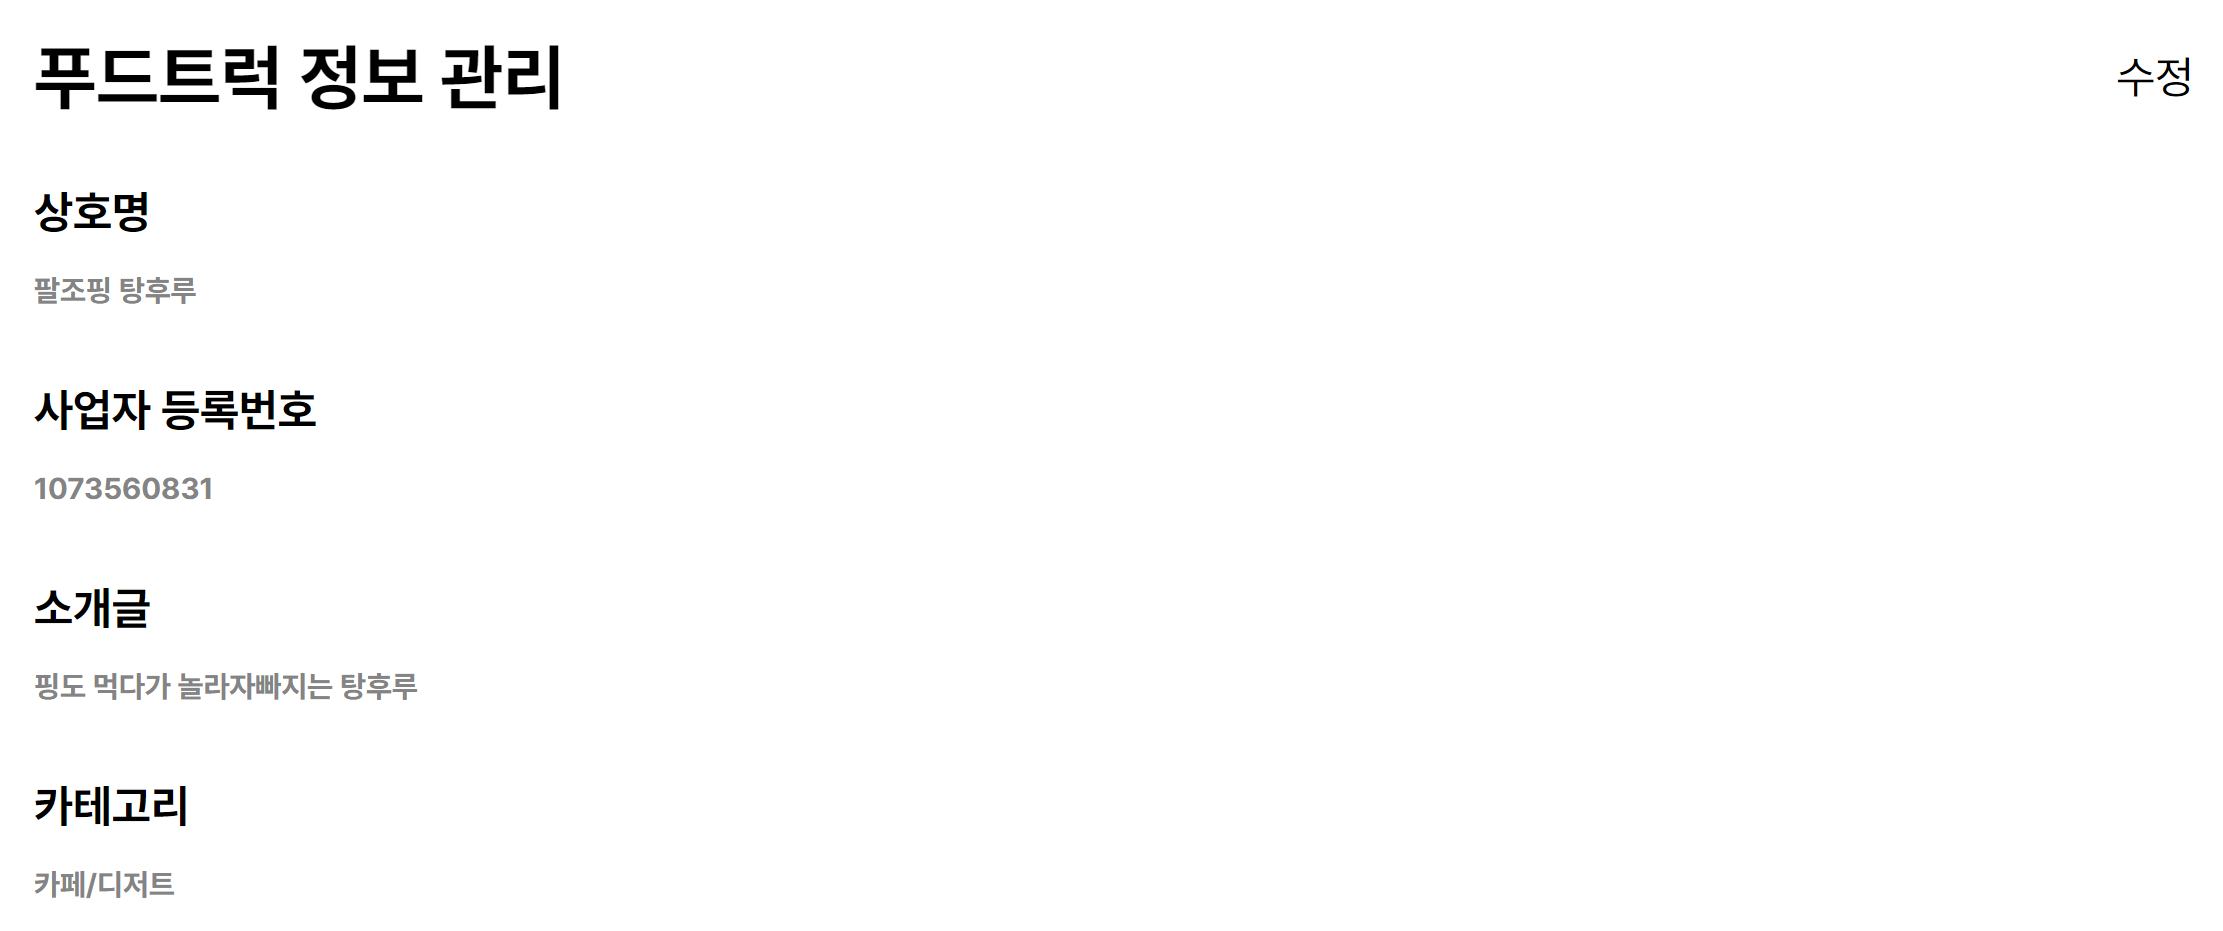 푸드트럭 정보 관리
수정
상호명
팔조핑 탕후루
사업자 등록번호
1073560831
소개글
핑도 먹다가 놀라자빠지는 탕후루
카테고리
카페/디저트